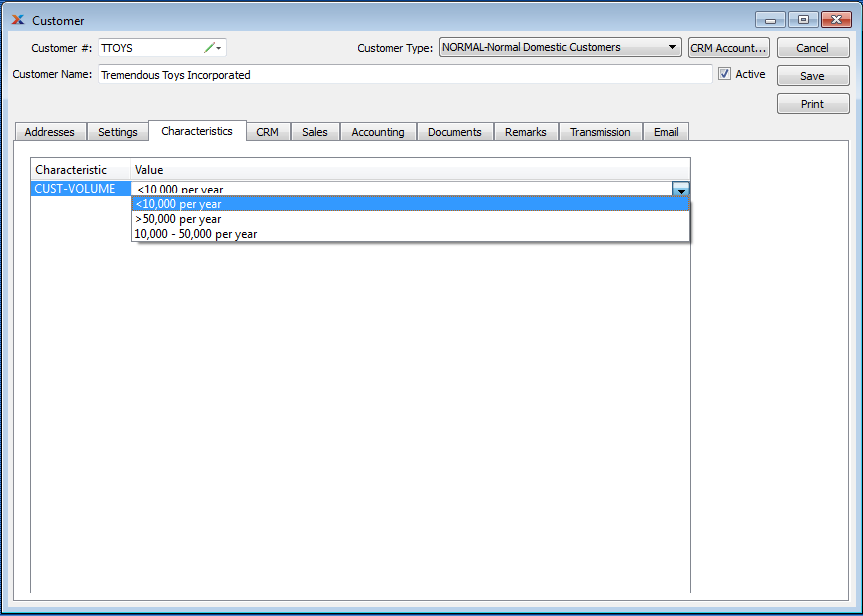 Customer
Customer #: TTOYS Customer Type: NORMAL-Normal Domestic Customers CRM Account... Cancel
Customer Name: Tremendous Toys Incorporated Active Save
Print
Addresses Settings Characteristics CRM Sales Accounting Documents Remarks Transmission Email
Characteristic Value
CUST-VOLUME <10,000 per year
<10,000 per year
>50,000 per year
10,000 - 50,000 per year